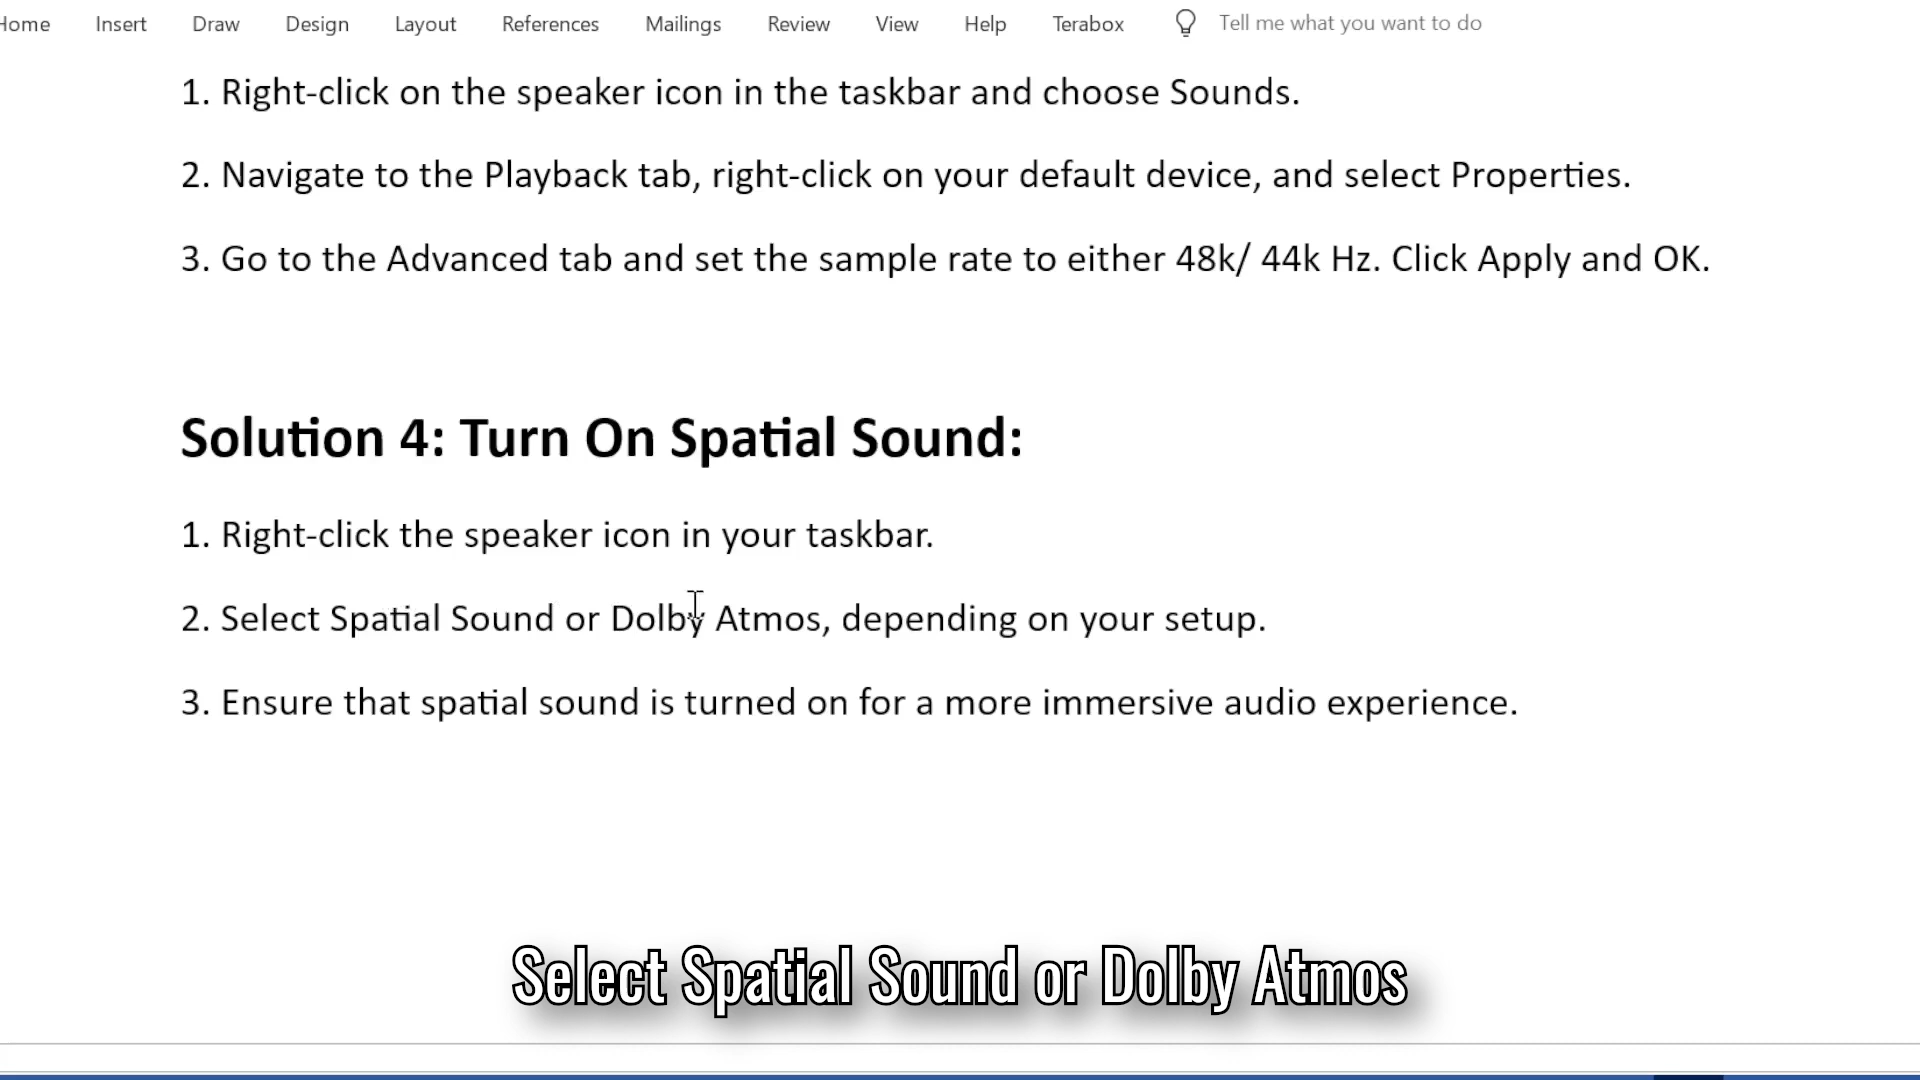 Home Insert Draw Design Layout References Mailings Review View Help Terabox Tell me what you want to do
1. Right-click on the speaker icon in the taskbar and choose Sounds.
2. Navigate to the Playback tab, right-click on your default device, and select Properties.
3. Go to the Advanced tab and set the sample rate to either 48k/ 44k Hz. Click Apply and OK.
Solution 4: Turn On Spatial Sound:
1. Right-click the speaker icon in your taskbar.
2. Select Spatial Sound or Dolby Atmos, depending on your setup.
3. Ensure that spatial sound is turned on for a more immersive audio experience.
Select Spatial Sound or Dolby Atmos